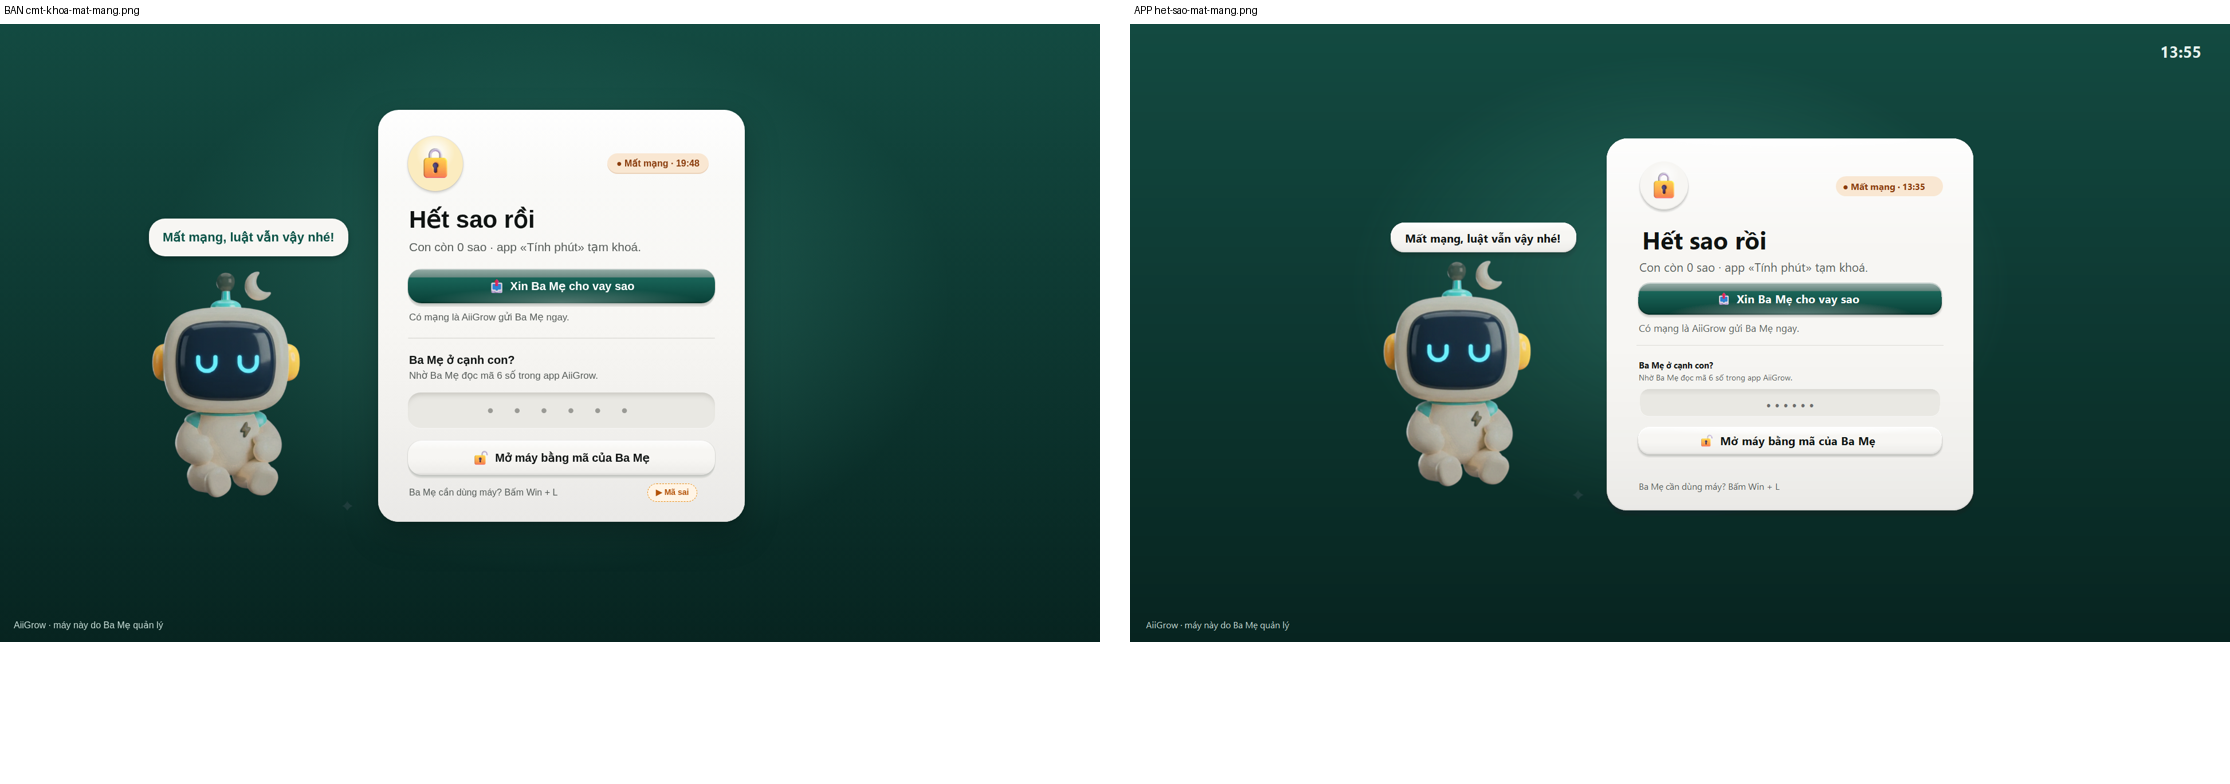 BAN cmt-khoa-mat-mang.png
● Mất mạng · 19:48
Hết sao rồi
Con còn 0 sao · app «Tính phút» tạm khoá.
Mất mạng, luật vẫn vậy nhé!
Xin Ba Mẹ cho vay sao
Có mạng là AiiGrow gửi Ba Mẹ ngay.
Ba Mẹ ở cạnh con?
Nhờ Ba Mẹ đọc mã 6 số trong app AiiGrow.
Mở máy bằng mã của Ba Mẹ
Ba Mẹ cần dùng máy? Bấm Win + L
▶ Mã sai
AiiGrow · máy này do Ba Mẹ quản lý
APP het-sao-mat-mang.png
13:55
● Mất mạng · 13:35
Hết sao rồi
Mất mạng, luật vẫn vậy nhé!
Con còn 0 sao · app «Tính phút» tạm khoá.
Xin Ba Mẹ cho vay sao
Có mạng là AiiGrow gửi Ba Mẹ ngay.
Ba Mẹ ở cạnh con?
Nhờ Ba Mẹ đọc mã 6 số trong app AiiGrow.
Mở máy bằng mã của Ba Mẹ
Ba Mẹ cần dùng máy? Bấm Win + L
AiiGrow · máy này do Ba Mẹ quản lý